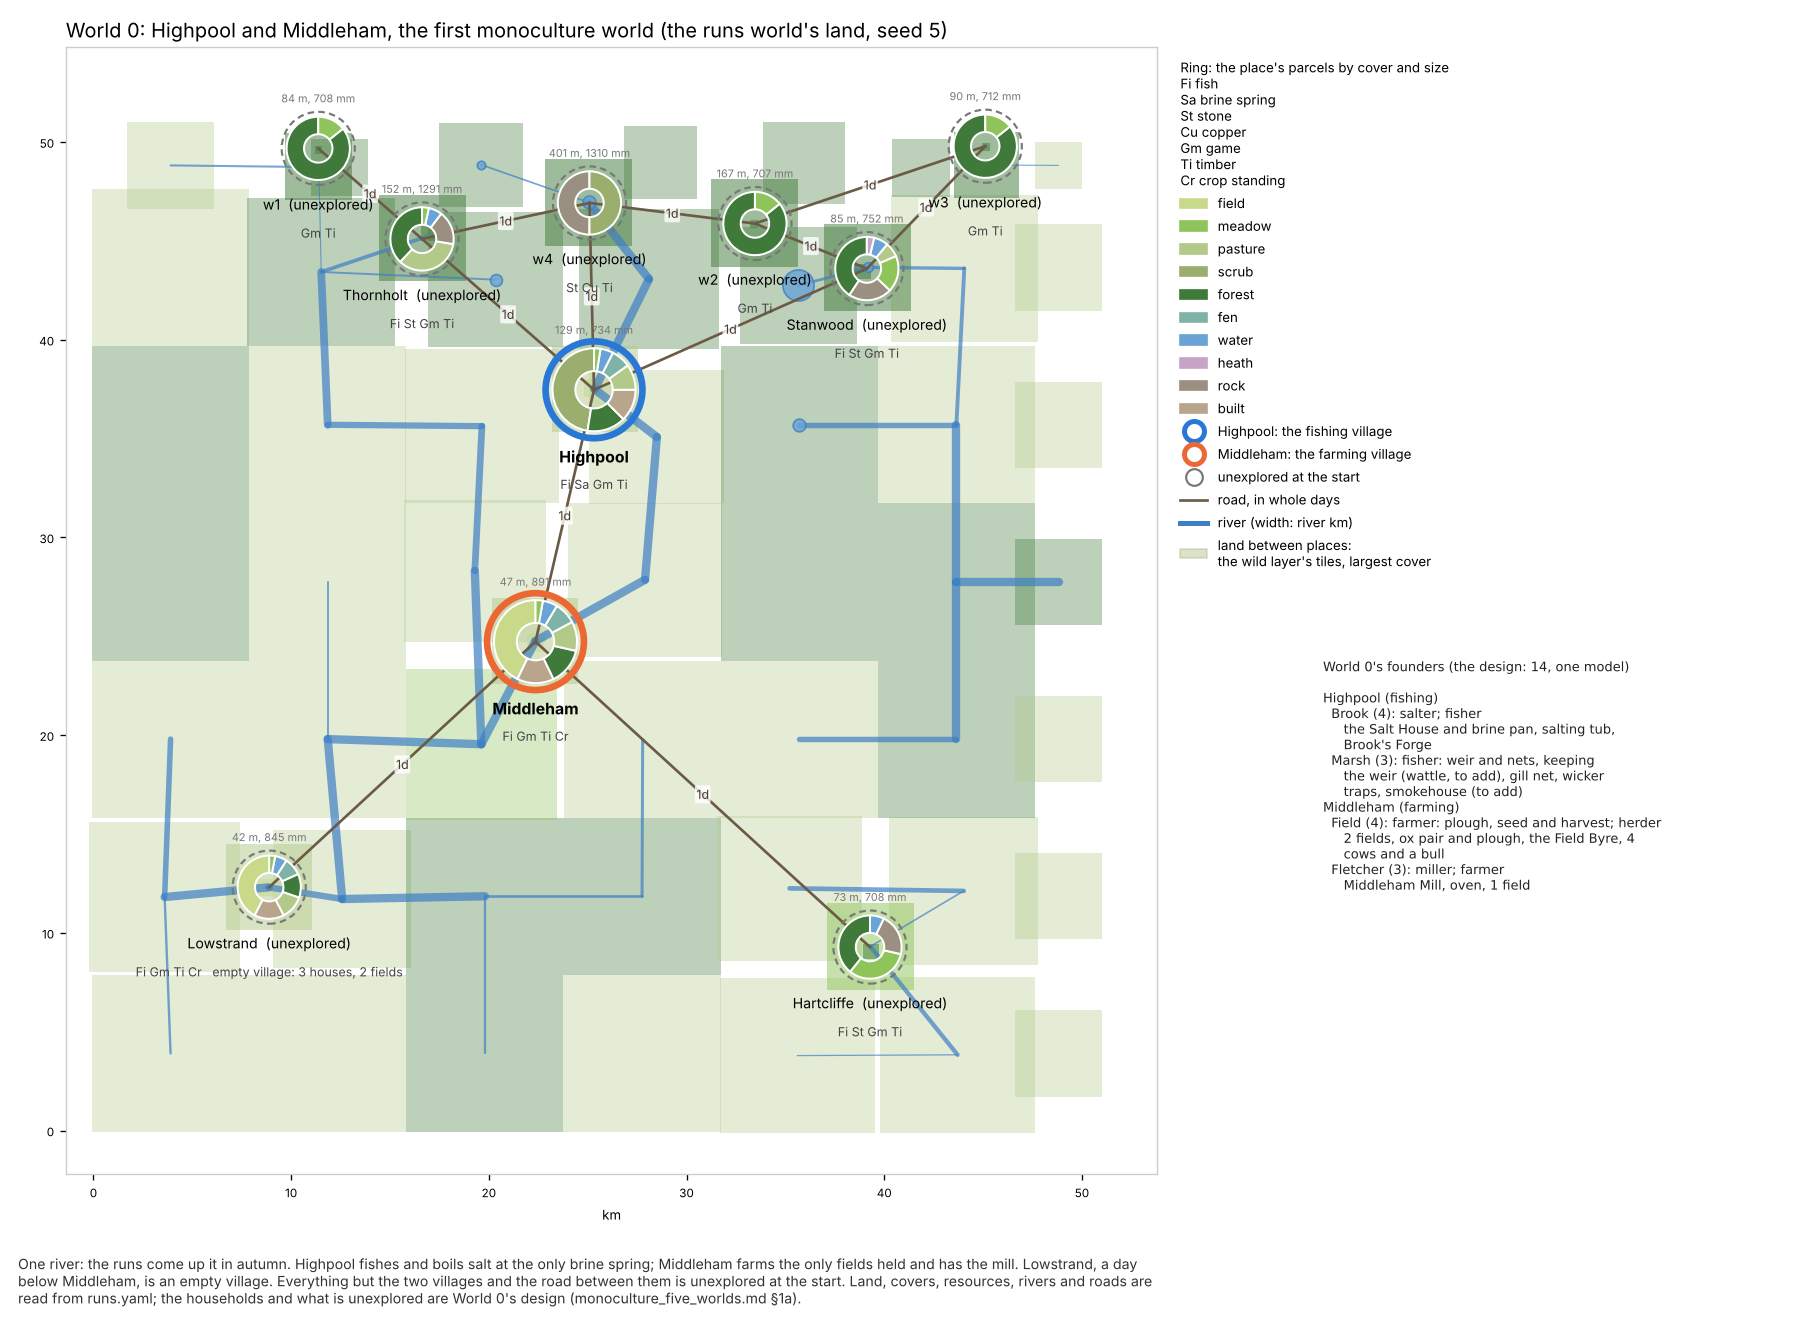 World 0: Highpool and Middleham, the first monoculture world (the runs world's land, seed 5)
84 m, 708 mm
w1 (unexplored)
Gm Ti
152 m, 1291 mm
Thornholt (unexplored)
Fi St Gm Ti
401 m, 1310 mm
w4 (unexplored)
St Cu Ti
167 m, 707 mm
w2 (unexplored)
Gm Ti
85 m, 752 mm
Stanwood (unexplored)
Fi St Gm Ti
90 m, 712 mm
w3 (unexplored)
Gm Ti
129 m, 734 mm
Highpool
Fi Sa Gm Ti
47 m, 891 mm
Middleham
Fi Gm Ti Cr
42 m, 845 mm
Lowstrand (unexplored)
Fi Gm Ti Cr empty village: 3 houses, 2 fields
73 m, 708 mm
Hartcliffe (unexplored)
Fi St Gm Ti
1d
1d
1d
1d
1d
1d
1d
1d
1d
1d
1d
1d
50
40
30
20
10
0
0
10
20
30
40
50
km
Ring: the place's parcels by cover and size
Fi fish
Sa brine spring
St stone
Cu copper
Gm game
Ti timber
Cr crop standing
field
meadow
pasture
scrub
forest
fen
water
heath
rock
built
Highpool: the fishing village
Middleham: the farming village
unexplored at the start
road, in whole days
river (width: river km)
land between places:
the wild layer's tiles, largest cover
World 0's founders (the design: 14, one model)
Highpool (fishing)
Brook (4): salter; fisher
the Salt House and brine pan, salting tub,
Brook's Forge
Marsh (3): fisher: weir and nets, keeping
the weir (wattle, to add), gill net, wicker
traps, smokehouse (to add)
Middleham (farming)
Field (4): farmer: plough, seed and harvest; herder
2 fields, ox pair and plough, the Field Byre, 4
cows and a bull
Fletcher (3): miller; farmer
Middleham Mill, oven, 1 field
One river: the runs come up it in autumn. Highpool fishes and boils salt at the only brine spring; Middleham farms the only fields held and has the mill. Lowstrand, a day
below Middleham, is an empty village. Everything but the two villages and the road between them is unexplored at the start. Land, covers, resources, rivers and roads are
read from runs.yaml; the households and what is unexplored are World 0's design (monoculture_five_worlds.md §1a).